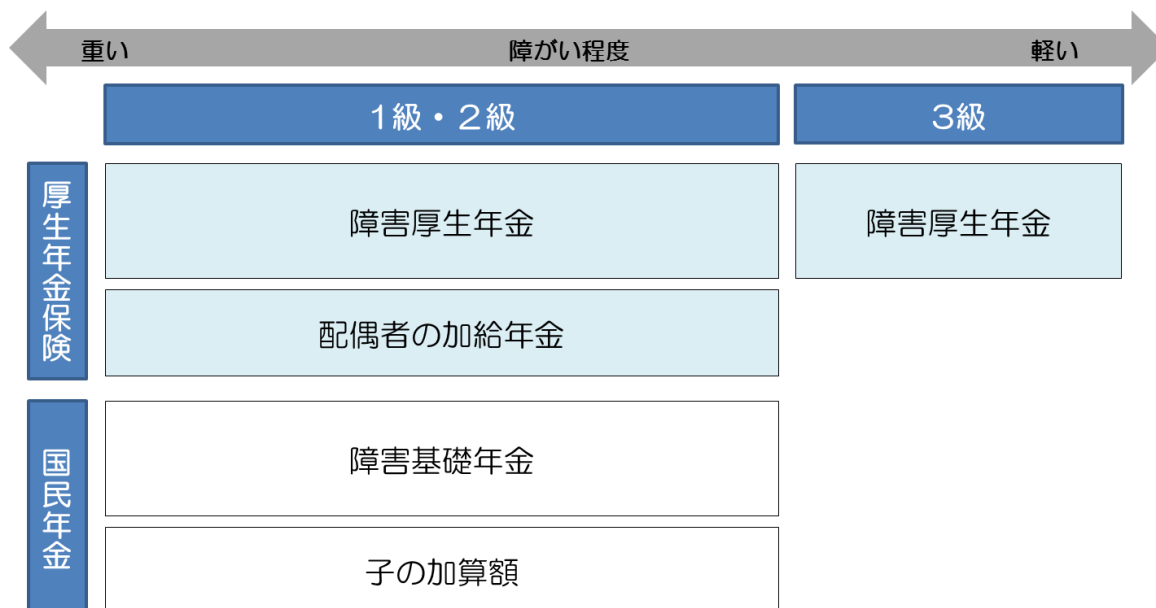 重い 障がい程度 軽い
1級・2級 3級
厚生年金保険
障害厚生年金 障害厚生年金
配偶者の加給年金
国民年金
障害基礎年金
子の加算額